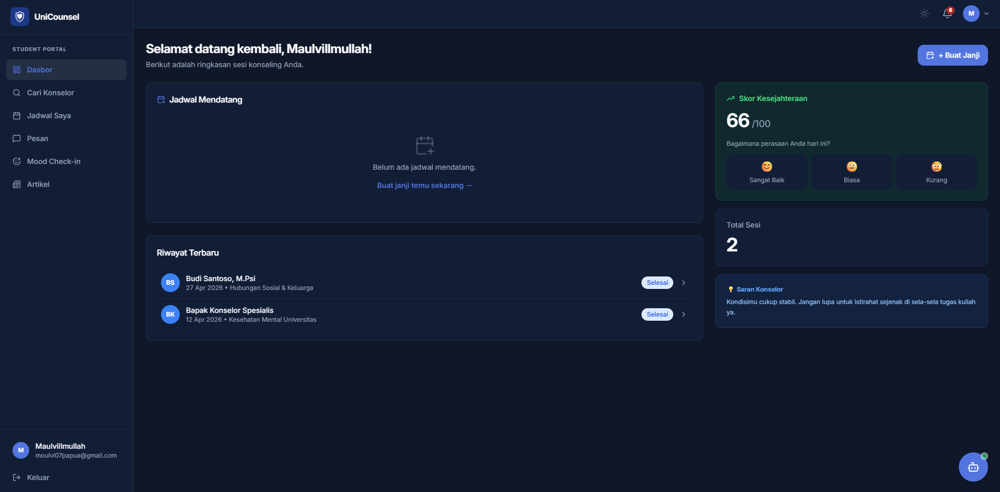 UniCounsel
STUDENT PORTAL
Dasbor
Cari Konselor
Jadwal Saya
Pesan
Mood Check-in
Artikel
M
Maulvillmullah
moulvi07papua@gmail.com
Keluar
6
M
Selamat datang kembali, Maulvillmullah!
Berikut adalah ringkasan sesi konseling Anda.
+ Buat Janji
Jadwal Mendatang
Belum ada jadwal mendatang.
Buat janji temu sekarang →
Riwayat Terbaru
BS
Budi Santoso, M.Psi
27 Apr 2026 • Hubungan Sosial & Keluarga
Selesai
BK
Bapak Konselor Spesialis
12 Apr 2026 • Kesehatan Mental Universitas
Selesai
Skor Kesejahteraan
66 /100
Bagaimana perasaan Anda hari ini?
Sangat Baik
Biasa
Kurang
Total Sesi
2
Saran Konselor
Kondisimu cukup stabil. Jangan lupa untuk istirahat sejenak di sela-sela tugas kuliah
ya.